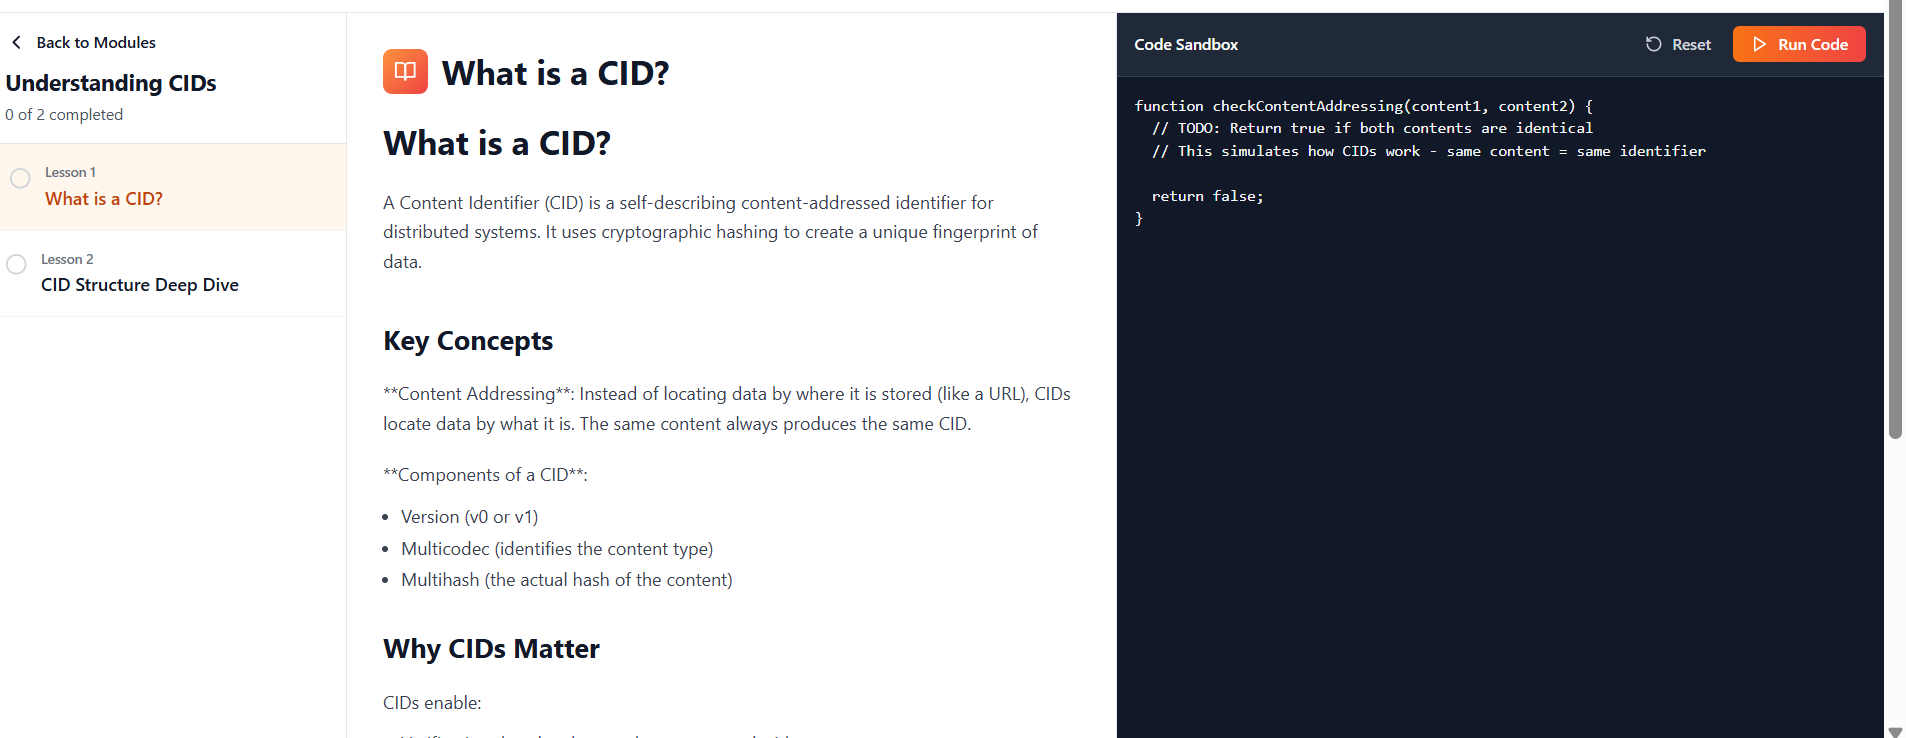 Back to Modules
Understanding CIDs
0 of 2 completed
Lesson 1
What is a CID?
Lesson 2
CID Structure Deep Dive
What is a CID?
What is a CID?
A Content Identifier (CID) is a self-describing content-addressed identifier for
distributed systems. It uses cryptographic hashing to create a unique fingerprint of
data.
Key Concepts
**Content Addressing**: Instead of locating data by where it is stored (like a URL), CIDs
locate data by what it is. The same content always produces the same CID.
**Components of a CID**:
• Version (v0 or v1)
• Multicodec (identifies the content type)
• Multihash (the actual hash of the content)
Why CIDs Matter
CIDs enable:
Code Sandbox
Reset
Run Code
function checkContentAddressing(content1, content2) {
  // TODO: Return true if both contents are identical
  // This simulates how CIDs work - same content = same identifier
  return false;
}